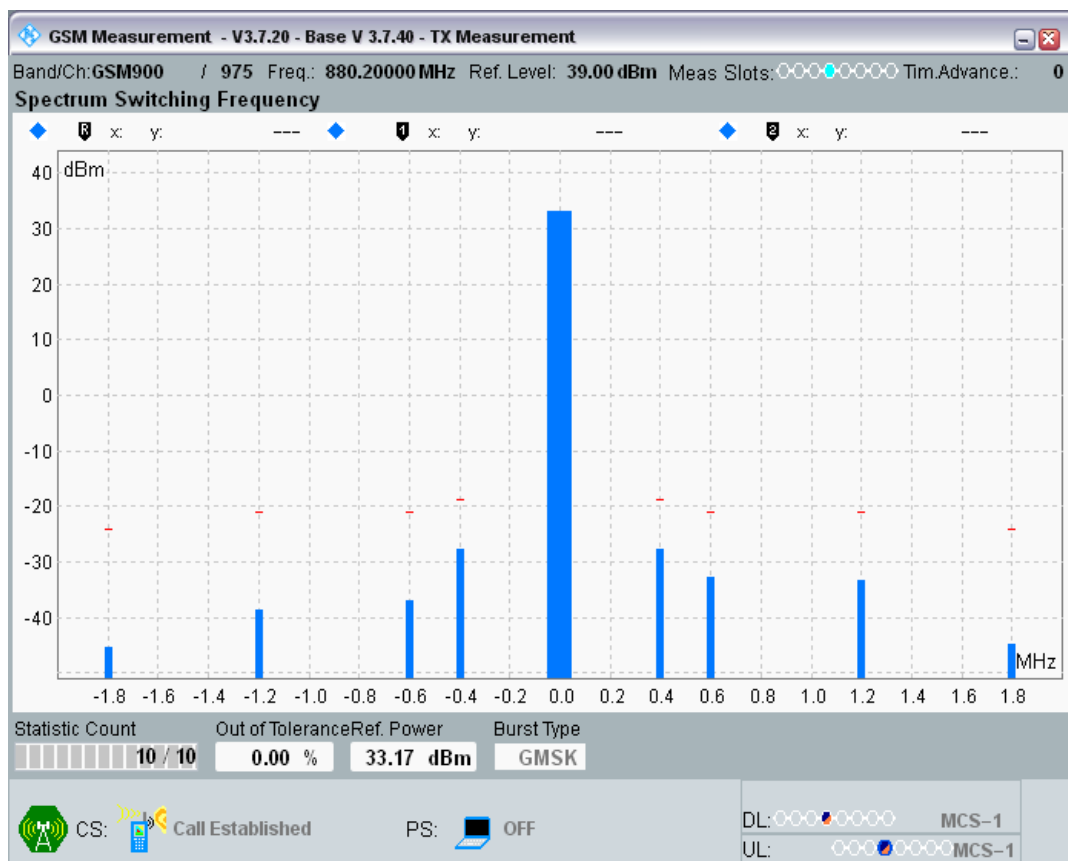 GSM Measurement - V3.7.20 - Base V 3.7.40 - TX Measurement
Band/Ch:GSM900 / 975 Freq.: 880.20000 MHz Ref. Level: 39.00 dBm Meas Slots: Tim.Advance.: 0
Spectrum Switching Frequency
R x: y: --- 1 x: y: --- 2 x: y: ---
dBm
40
30
20
10
0
-10
-20
-30
-40
MHz
-1.8 -1.6 -1.4 -1.2 -1.0 -0.8 -0.6 -0.4 -0.2 0.0 0.2 0.4 0.6 0.8 1.0 1.2 1.4 1.6 1.8
Statistic Count Out of Tolerance Ref. Power Burst Type
10 / 10 0.00 % 33.17 dBm GMSK
CS: Call Established PS: OFF
DL: MCS-1
UL: MCS-1